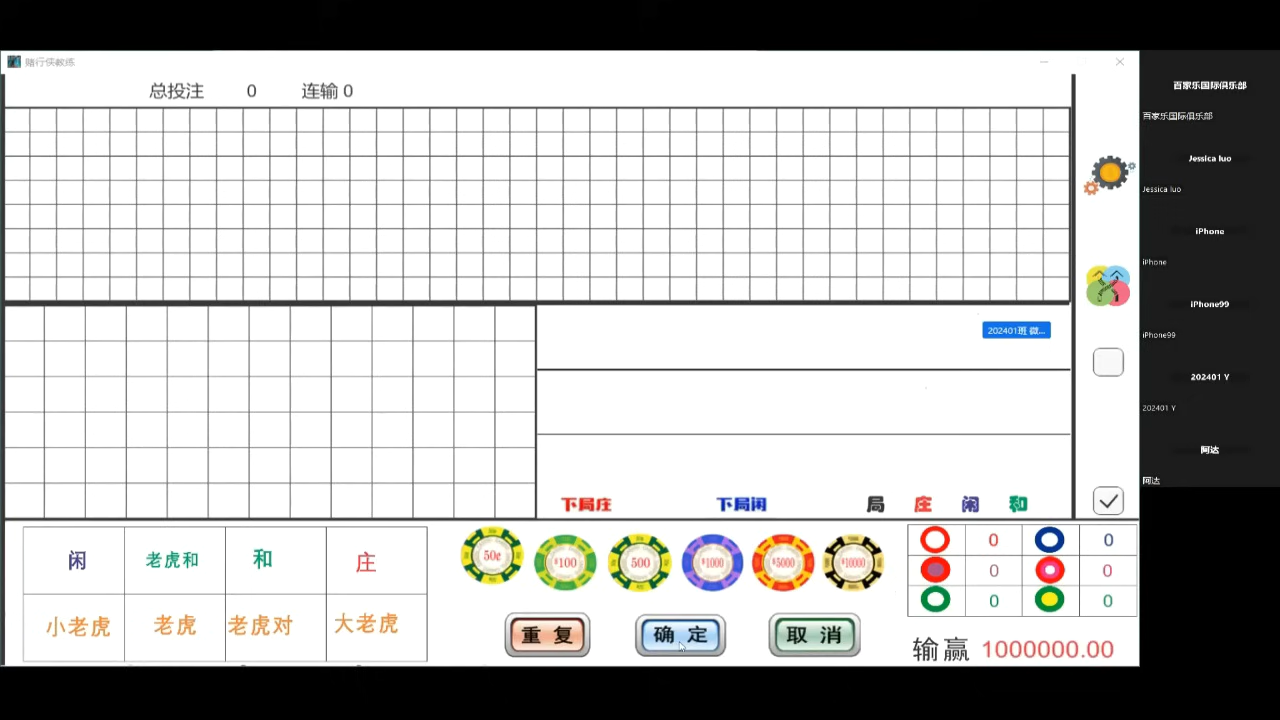 赌行侠教练
总投注 0 连输 0
百家乐国际俱乐部
百家乐国际俱乐部
Jessica luo
Jessica luo
iPhone
iPhone
iPhone99
iPhone99
202401 Y
202401 Y
阿达
阿达
202401班 微...
下局庄 下局闲 局 庄 闲 和
闲 老虎和 和 庄
小老虎 老虎 老虎对 大老虎
50¢ $100 500 $1000 $5000 $10000
重复 确定 取消
0 0
0 0
0 0
输赢 1000000.00